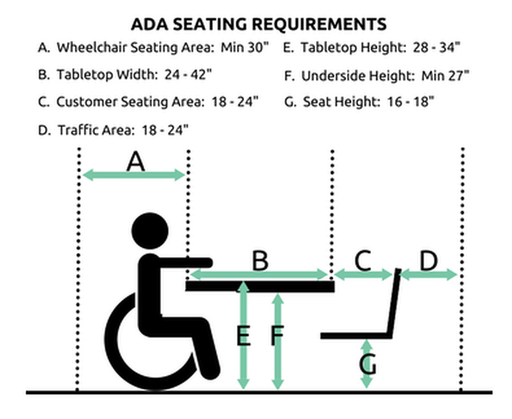 ADA SEATING REQUIREMENTS
A. Wheelchair Seating Area: Min 30"
E. Tabletop Height: 28 - 34"
B. Tabletop Width: 24 - 42"
F. Underside Height: Min 27"
C. Customer Seating Area: 18 - 24"
G. Seat Height: 16 - 18"
D. Traffic Area: 18 - 24"
A
B
C
D
E
F
G